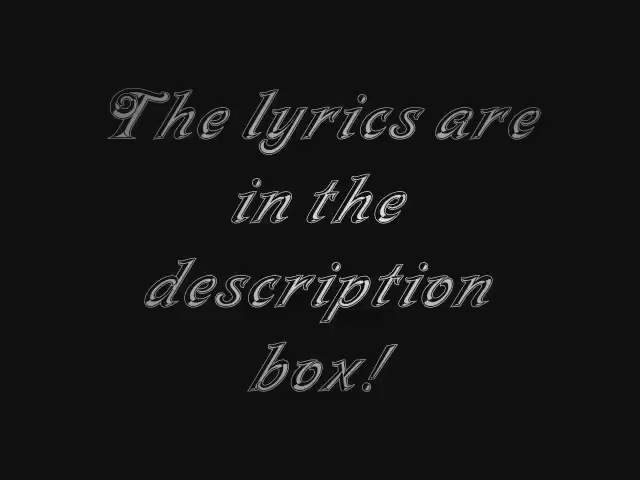 The lyrics are
in the
description
box!